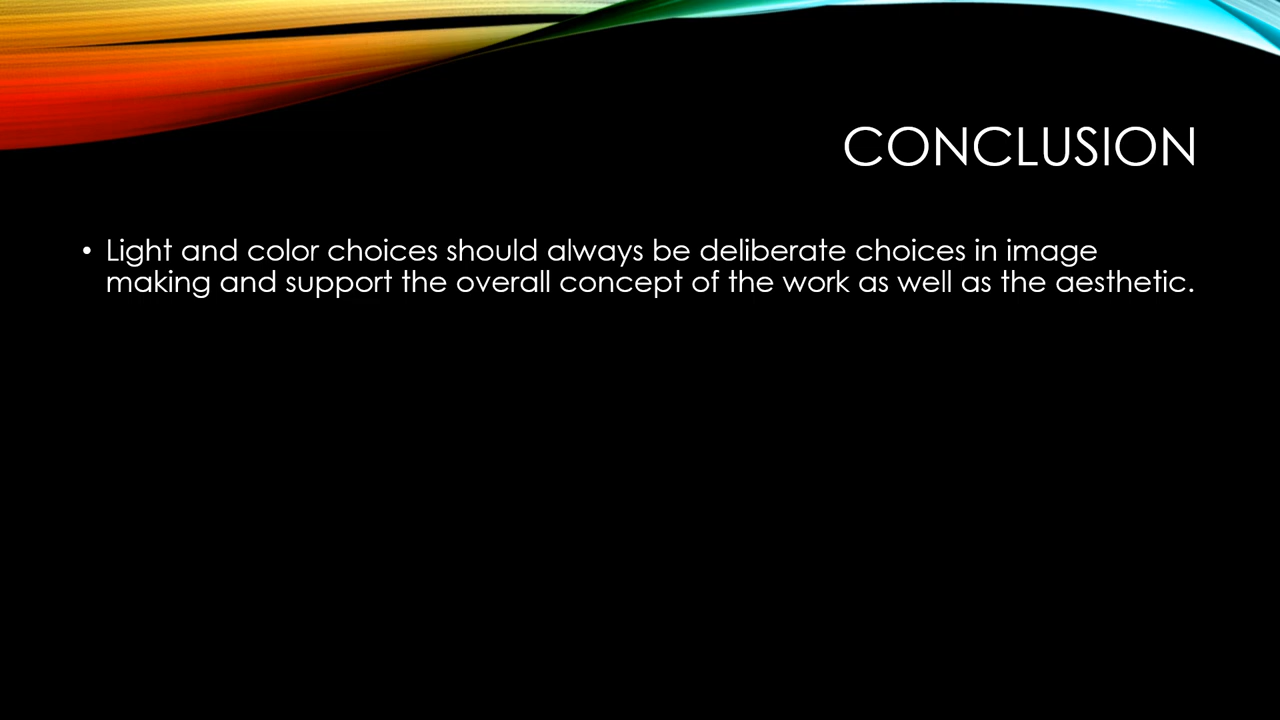 CONCLUSION
• Light and color choices should always be deliberate choices in image
making and support the overall concept of the work as well as the aesthetic.